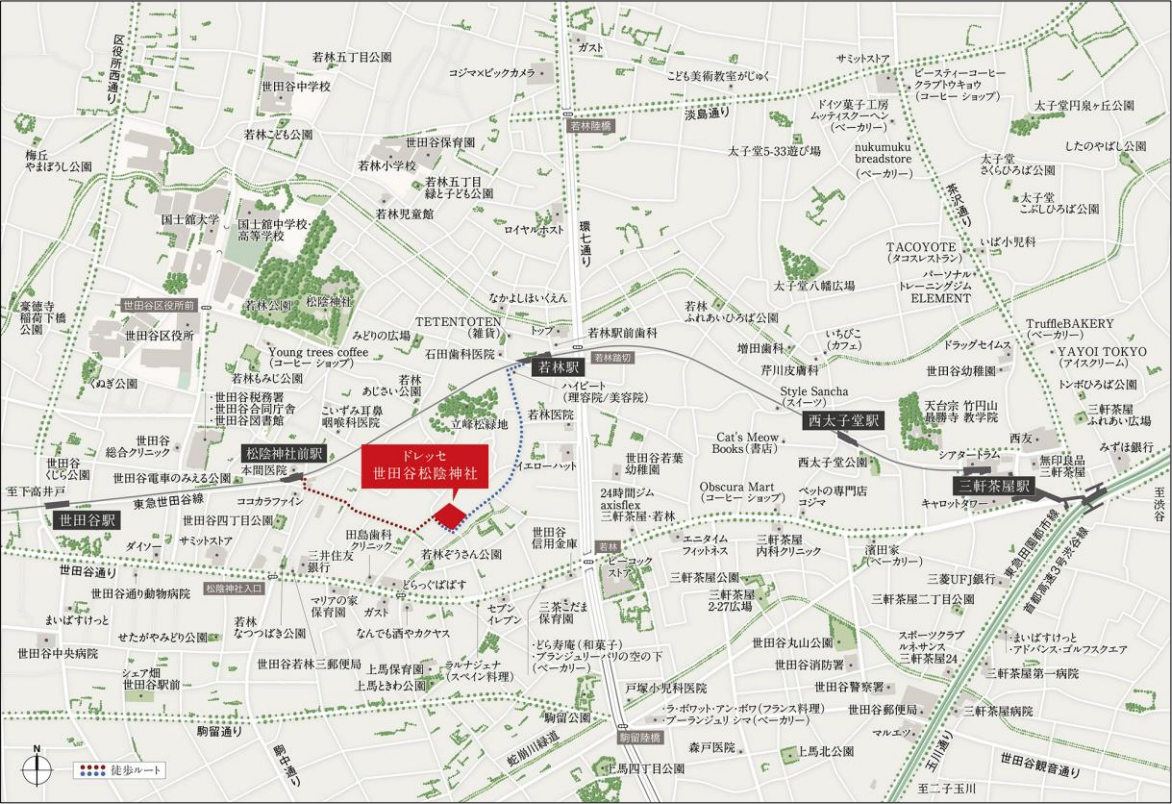 区役所西通り
若林五丁目公園
世田谷中学校
若林こども公園
梅丘
やまぼうし公園
コジマ×ビックカメラ
ガスト
こども美術教室がじゅく
サミットストア
ビースティーコーヒー
クラブトウキョウ
(コーヒー ショップ)
若林陸橋
淡島通り
ドイツ菓子工房
ムッティスクーヘン
(ベーカリー)
太子堂円泉ヶ丘公園
世田谷保育園
若林小学校
若林五丁目
緑と子ども公園
若林児童館
太子堂5-33遊び場
nukumuku
breadstore
(ベーカリー)
したのやばし公園
太子堂
さくらひろば公園
太子堂
こぶしひろば公園
茶沢通り
国士舘大学
国士舘中学校・
高等学校
ロイヤルホスト
環七通り
TACOYOTE
(タコスレストラン)
いば小児科
パーソナル・
トレーニングジム
ELEMENT
太子堂八幡広場
豪徳寺
稲荷下橋
公園
世田谷区役所前
世田谷区役所
若林公園
松陰神社
なかよしほいくえん
若林
ふれあいひろば公園
みどりの広場
TETENTOTEN
(雑貨)
トップ
若林駅前歯科
石田歯科医院
若林駅
若林踏切
増田歯科
いちびこ
(カフェ)
芹川皮膚科
ドラッグセイムス
世田谷幼稚園
TruffleBAKERY
(ベーカリー)
YAYOI TOKYO
(アイスクリーム)
トンボひろば公園
三軒茶屋
ふれあい広場
Young trees coffee
(コーヒー ショップ)
若林もみじ公園
くぬぎ公園
・世田谷税務署
・世田谷合同庁舎
・世田谷図書館
若林
あじさい公園
こいずみ耳鼻
咽喉科医院
立峰松緑地
ハイビート
(理容院/美容院)
若林医院
Style Sancha
(スイーツ)
西太子堂駅
天台宗 竹円山
最勝寺 教学院
西友
みずほ銀行
世田谷
総合クリニック
松陰神社前駅
本間医院
ドレッセ
世田谷松陰神社
イエローハット
世田谷若葉
幼稚園
Cat's Meow
Books(書店)
西太子堂公園
シアタートラム
無印良品
三軒茶屋
世田谷
くじら公園
世田谷電車のみえる公園
至下高井戸
東急世田谷線
世田谷駅
ココカラファイン
世田谷四丁目公園
24時間ジム
axisflex
三軒茶屋・若林
Obscura Mart
(コーヒー ショップ)
ペットの専門店
コジマ
三軒茶屋駅
キャロットタワー
至渋谷
ダイソー
サミットストア
田島歯科
クリニック
若林ぞうさん公園
世田谷
信用金庫
若林
エニタイム
フィットネス
三軒茶屋
内科クリニック
濱田家
(ベーカリー)
東急田園都市線
首都高速3号渋谷線
世田谷通り
三井住友
銀行
どらっぐぱぱす
ピーコック
ストア
三軒茶屋公園
三菱UFJ銀行
松陰神社入口
世田谷通り動物病院
マリアの家
保育園
ガスト
セブン
イレブン
三茶こだま
保育園
三軒茶屋
2-27広場
三軒茶屋二丁目公園
まいばすけっと
せたがやみどり公園
若林
なつつばき公園
なんでも酒やカクヤス
・どら寿庵(和菓子)
・ブランジュリーパリの空の下
(ベーカリー)
世田谷丸山公園
スポーツクラブ
ルネサンス
三軒茶屋24
・まいばすけっと
・アドバンス・ゴルフスクエア
世田谷中央病院
シェア畑
世田谷駅前
世田谷若林三郵便局
上馬保育園
上馬ときわ公園
ラルナジェナ
(スペイン料理)
世田谷消防署
三軒茶屋第一病院
戸塚小児科医院
世田谷警察署
駒留公園
・ラ・ボワット・アン・ボワ(フランス料理)
・ブーランジュリ シマ(ベーカリー)
世田谷郵便局
三軒茶屋病院
駒留通り
駒留陸橋
マルエツ
N
徒歩ルート
駒中通り
蛇崩川緑道
上馬四丁目公園
森戸医院
上馬北公園
玉川通り
世田谷観音通り
至二子玉川